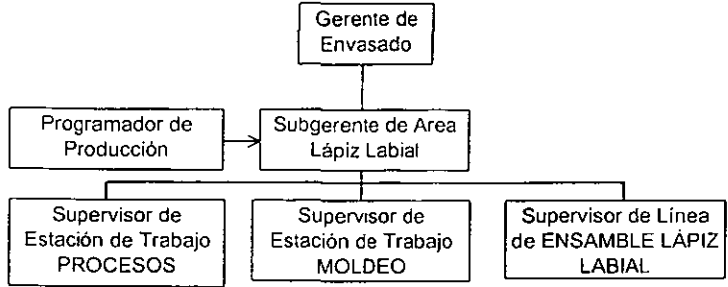 Gerente de
Envasado
Programador de
Producción
Subgerente de Area
Lápiz Labial
Supervisor de
Estación de Trabajo
PROCESOS
Supervisor de
Estación de Trabajo
MOLDEO
Supervisor de Línea
de ENSAMBLE LÁPIZ
LABIAL